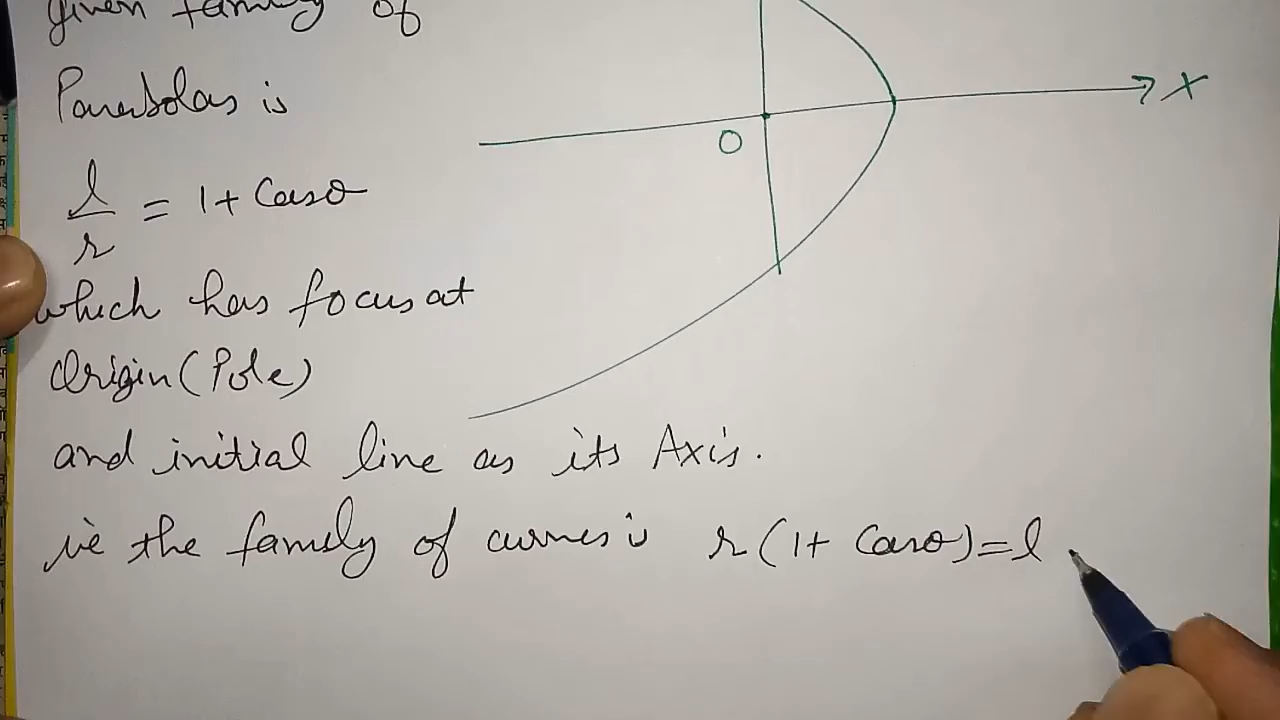 given family of
Parabolas is
X
O
l/r = 1 + Cosθ
which has focus at
Origin (Pole)
and initial line as its Axis.
ie the family of curves is r(1 + Cosθ) = l